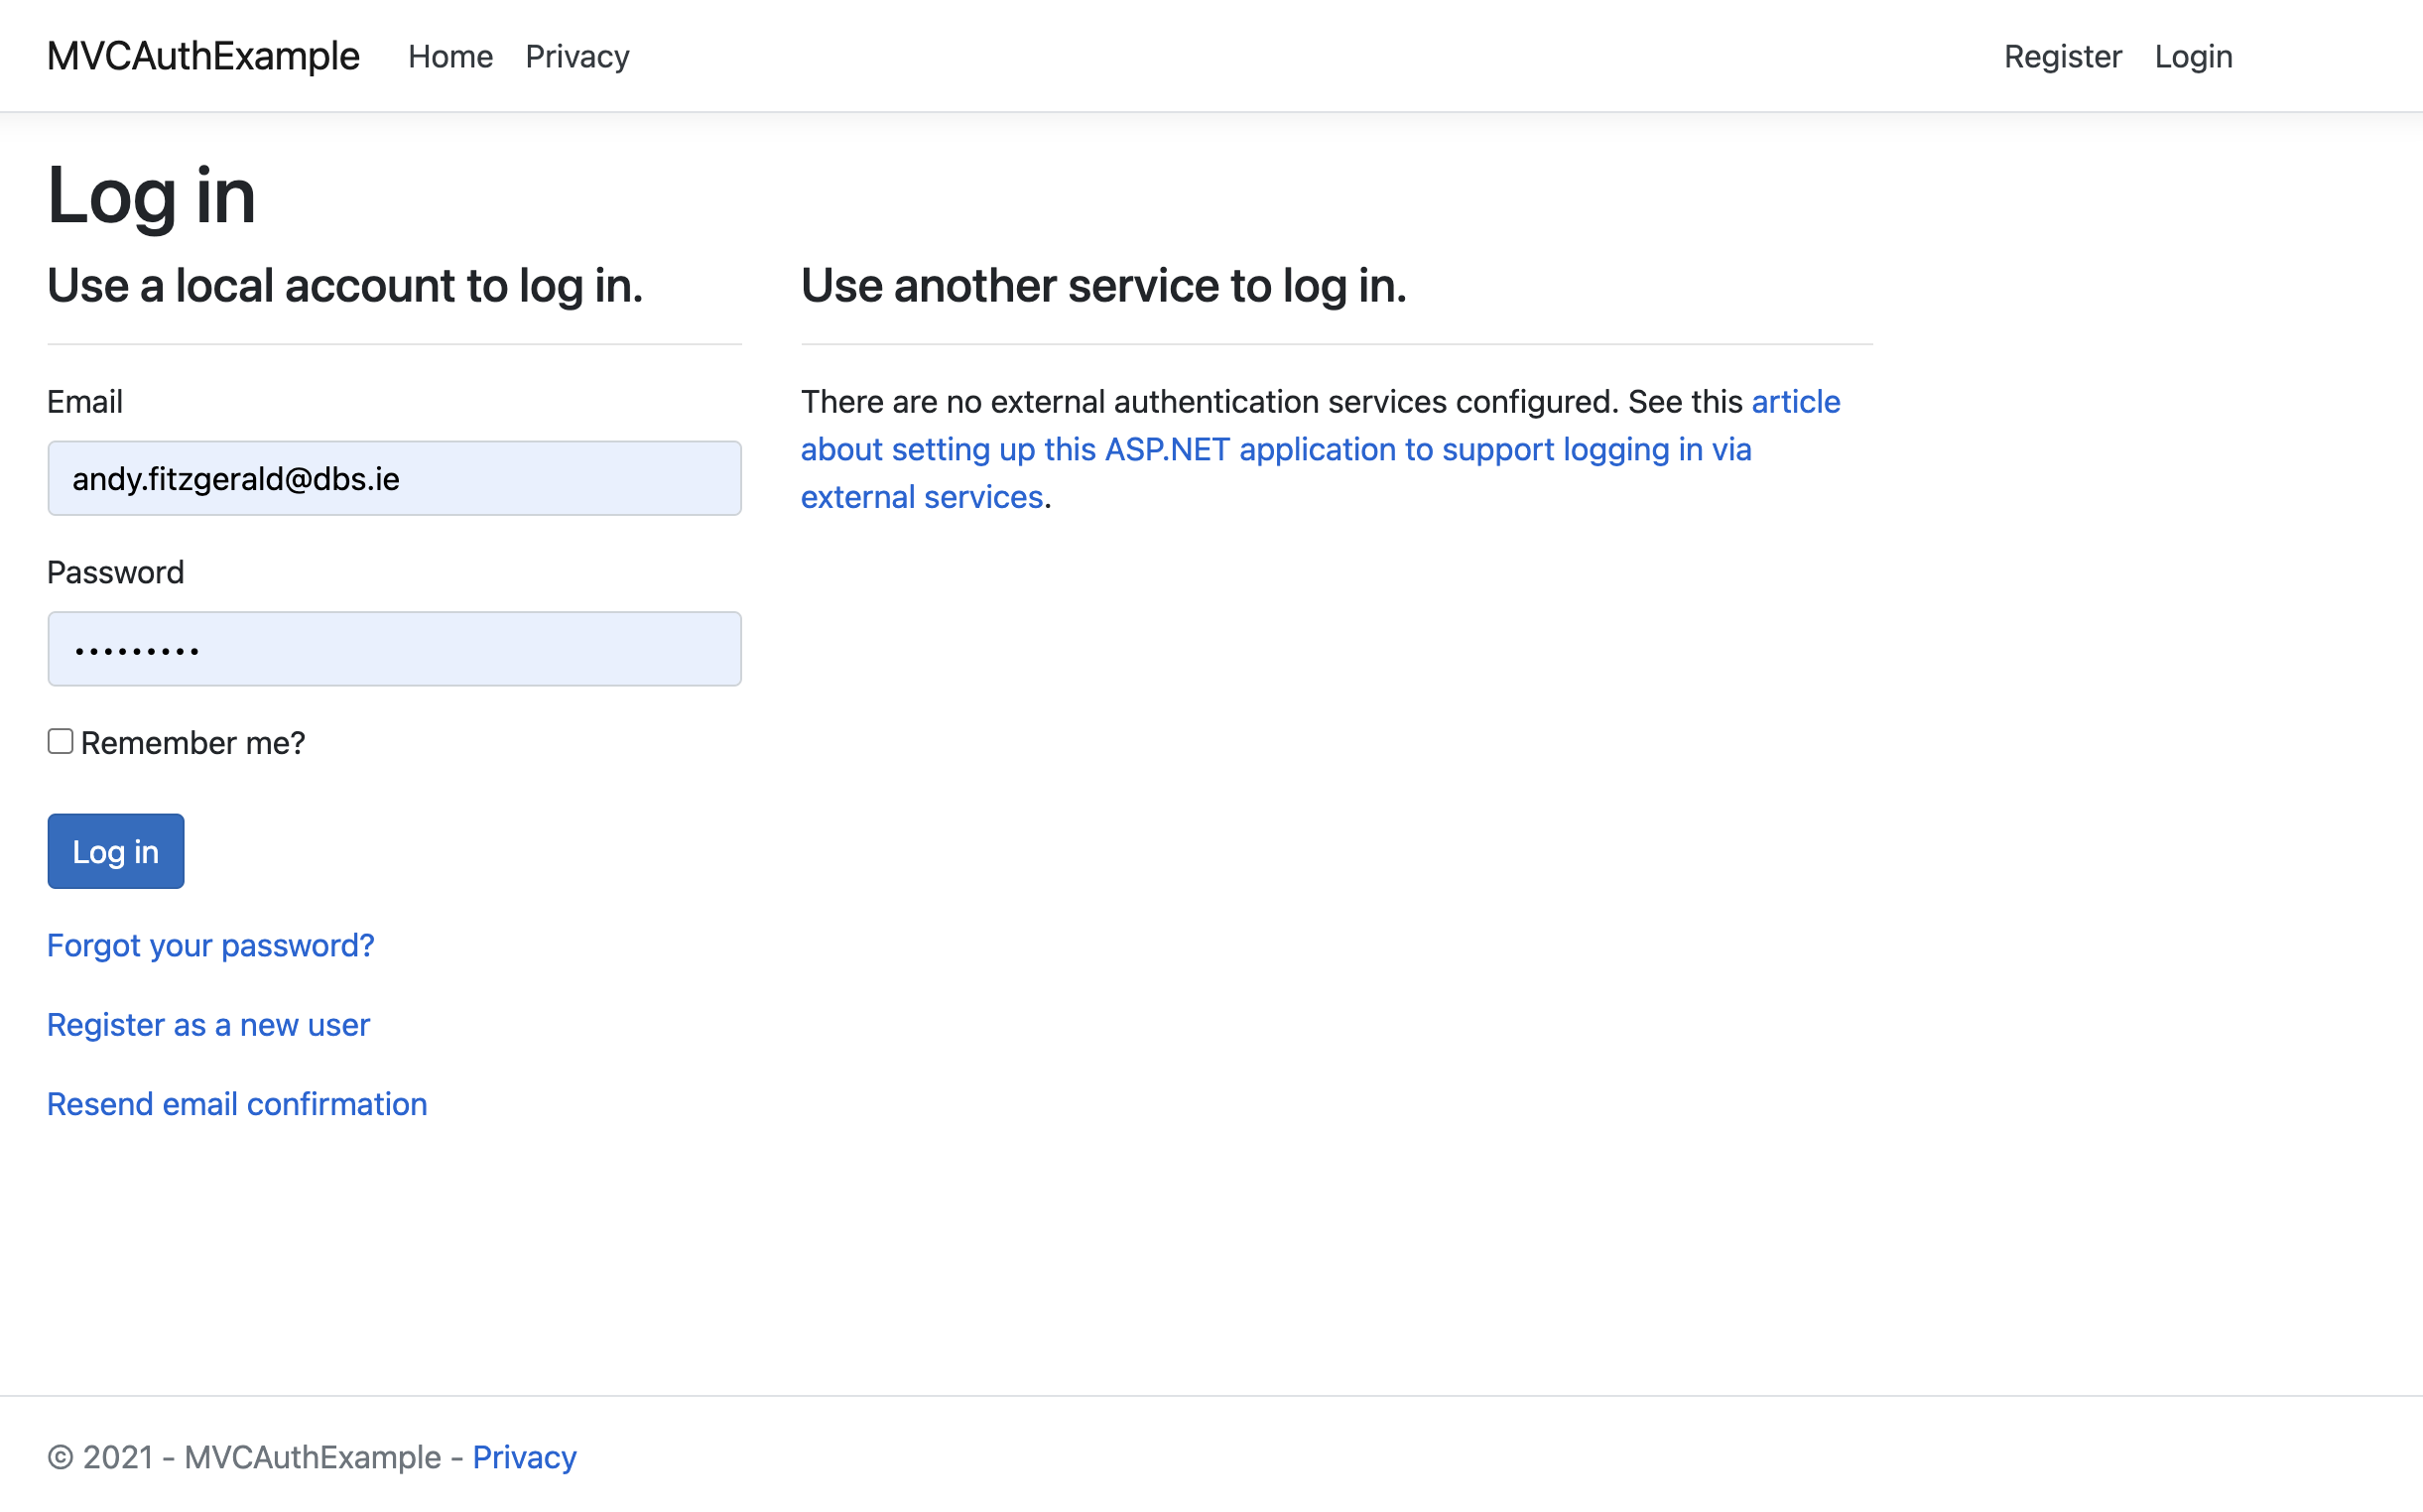 MVCAuthExample Home Privacy Register Login
Log in
Use a local account to log in.
Email
andy.fitzgerald@dbs.ie
Password
•••••••••
Remember me?
Log in
Forgot your password?
Register as a new user
Resend email confirmation
Use another service to log in.
There are no external authentication services configured. See this article
about setting up this ASP.NET application to support logging in via
external services.
© 2021 - MVCAuthExample - Privacy